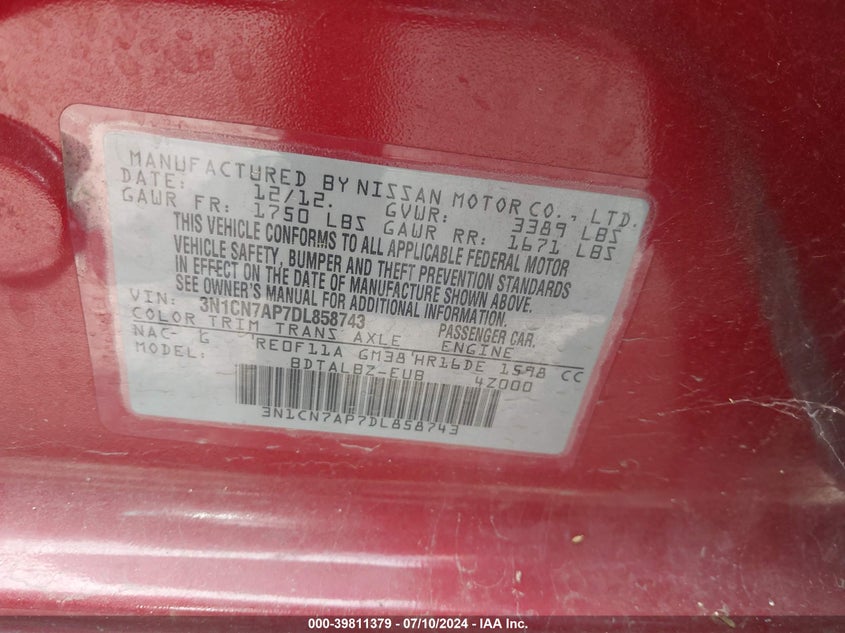 MANUFACTURED BY NISSAN MOTOR CO., LTD.
DATE: 12/12. GVWR: 3389 LBS
GAWR FR: 1750 LBS GAWR RR: 1671 LBS
THIS VEHICLE CONFORMS TO ALL APPLICABLE FEDERAL MOTOR
VEHICLE SAFETY, BUMPER AND THEFT PREVENTION STANDARDS
IN EFFECT ON THE DATE OF MANUFACTURE SHOWN ABOVE.
SEE OWNER'S MANUAL FOR ADDITIONAL INFORMATION.
VIN: 3N1CN7AP7DL858743 PASSENGER CAR.
COLOR TRIM TRANS AXLE ENGINE
NAC- G RE0F11A GM38 HR16DE 1598 CC
MODEL: BDTALBZ-EUB 4Z000
3N1CN7AP7DL858743
000-39811379 - 07/10/2024 - IAA Inc.